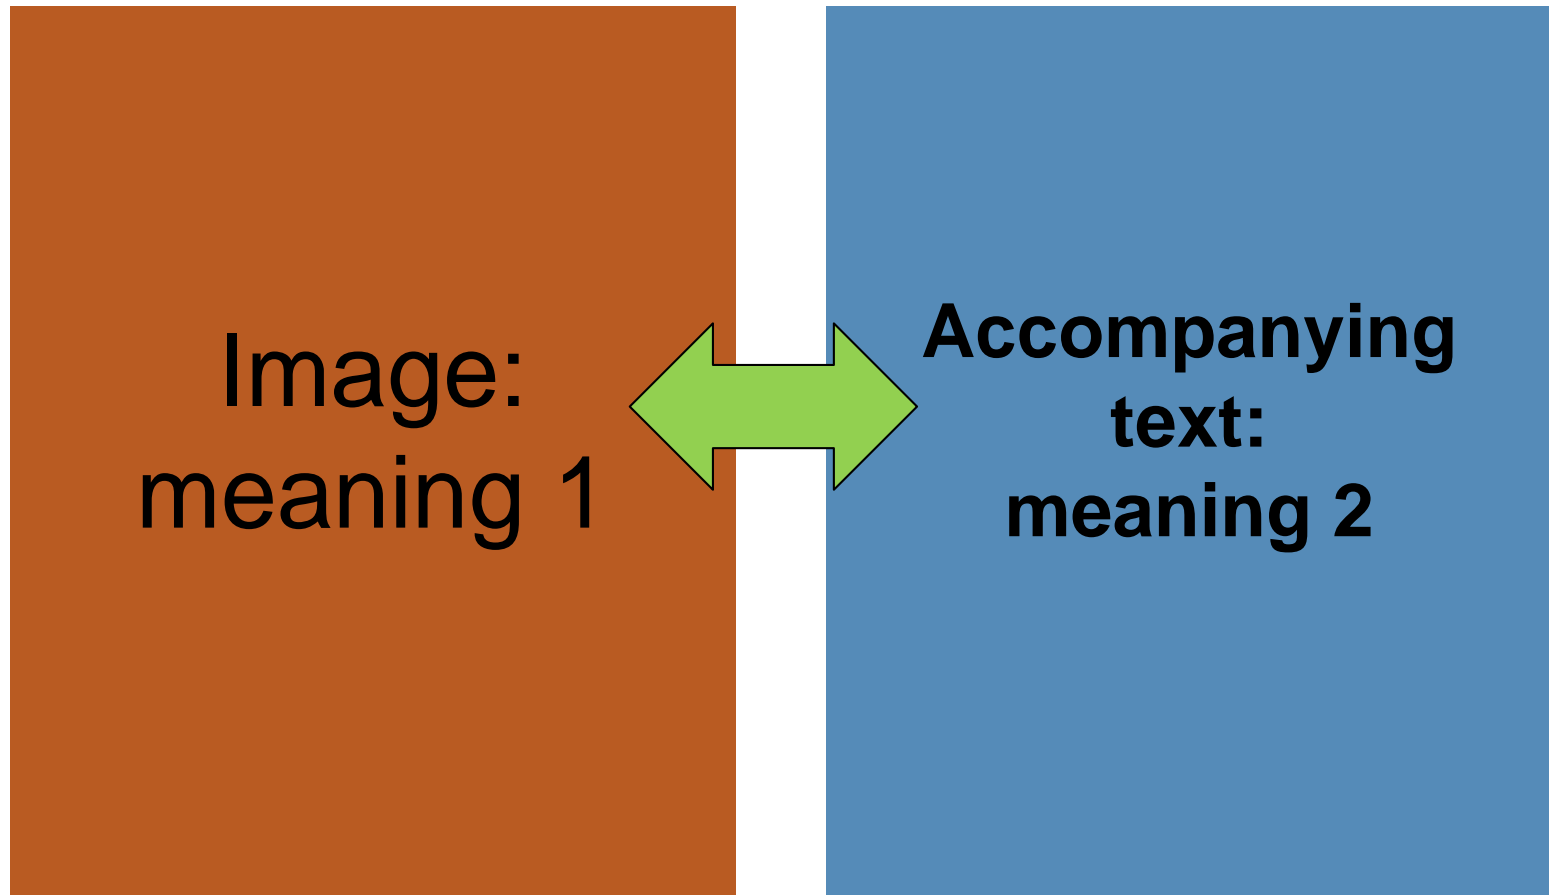 Image:
meaning 1
Accompanying
text:
meaning 2